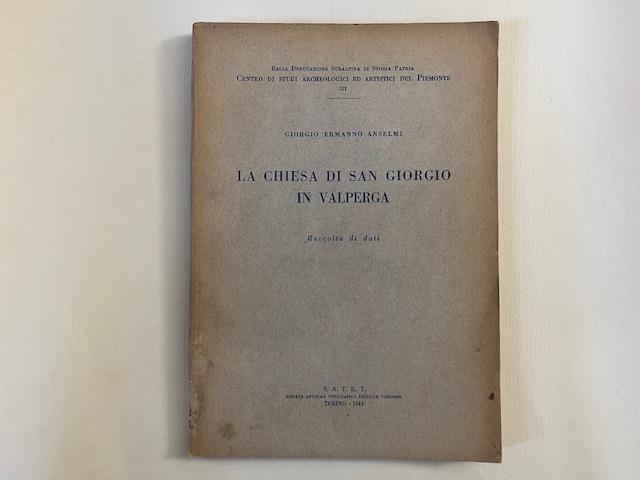 Regia Deputazione Subalpina di Storia Patria
Centro di studi archeologici ed artistici del Piemonte
III
GIORGIO ERMANNO ANSELMI
LA CHIESA DI SAN GIORGIO
IN VALPERGA
Raccolta di dati
S. A. T. E. T.
SOCIETÀ ANONIMA TIPOGRAFICO EDITRICE TORINESE
TORINO - 1943